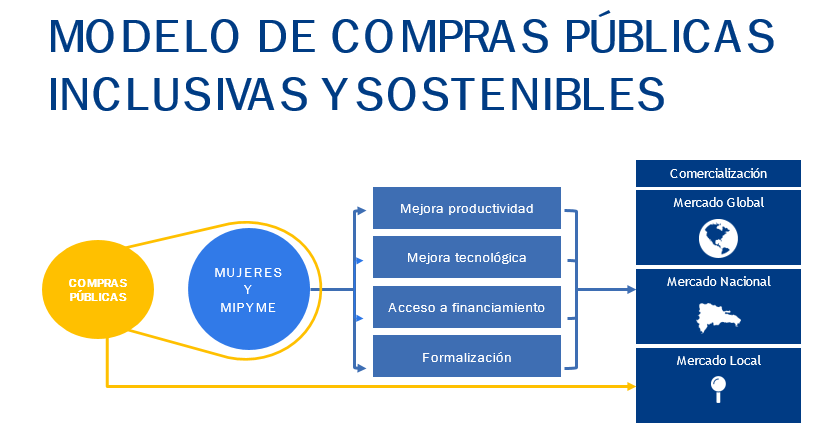 MODELO DE COMPRAS PÚBLICAS
INCLUSIVAS Y SOSTENIBLES
COMPRAS
PÚBLICAS
MUJERES
Y
MIPYME
Mejora productividad
Mejora tecnológica
Acceso a financiamiento
Formalización
Comercialización
Mercado Global
Mercado Nacional
Mercado Local